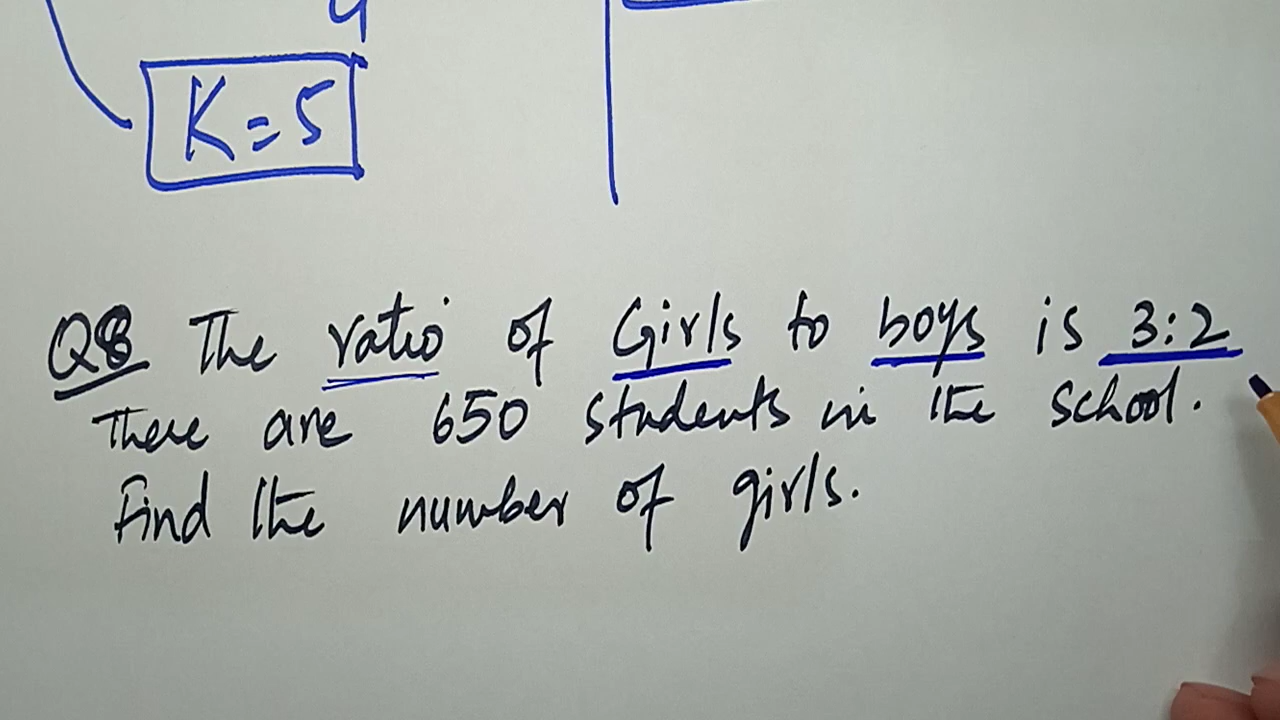 K=5
Q8 The ratio of Girls to boys is 3:2
There are 650 students in the school.
Find the number of girls.